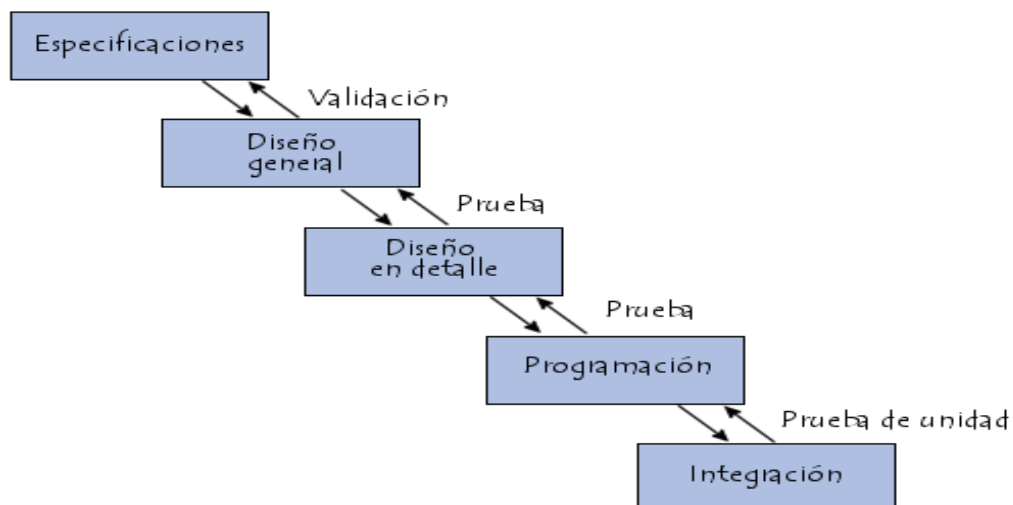 Especificaciones
Validación
Diseño
general
Prueba
Diseño
en detalle
Prueba
Programación
Prueba de unidad
Integración